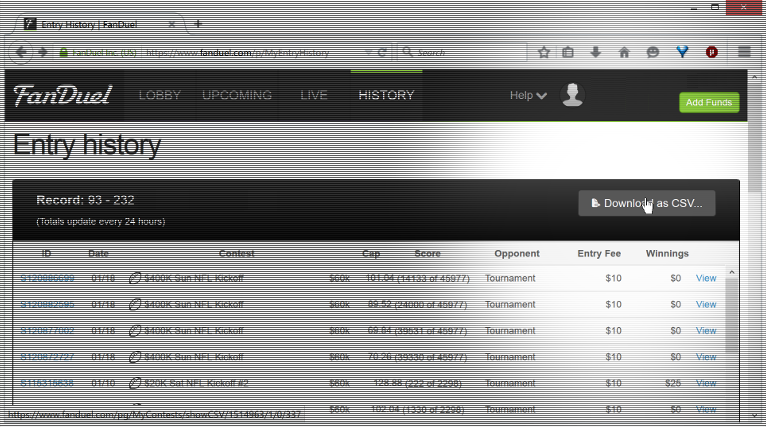 Entry History | FanDuel
FanDuel Inc. (US) https://www.fanduel.com/p/MyEntryHistory Search
FanDuel LOBBY UPCOMING LIVE HISTORY Help Add Funds
Entry history
Record: 93 - 232
(Totals update every 24 hours)
Download as CSV...
ID Date Contest Cap Score Opponent Entry Fee Winnings
01/18 $400K Sun NFL Kickoff $60k 101.04 (14133 of 45977) Tournament $10 $0 View
S120882595 01/18 $400K Sun NFL Kickoff $60k 89.52 (24000 of 45977) Tournament $10 $0 View
S120877002 01/18 $400K Sun NFL Kickoff $60k 69.84 (39531 of 45977) Tournament $10 $0 View
S120872727 01/18 $400K Sun NFL Kickoff $60k 70.26 (39330 of 45977) Tournament $10 $0 View
01/10 $20K Sat NFL Kickoff #2 $60k 128.88 (222 of 2298) Tournament $10 $25 View
$60k 102.04 (1330 of 2298) Tournament $10 $0 View
https://www.fanduel.com/pg/MyContests/showCSV/1514963/1/0/337